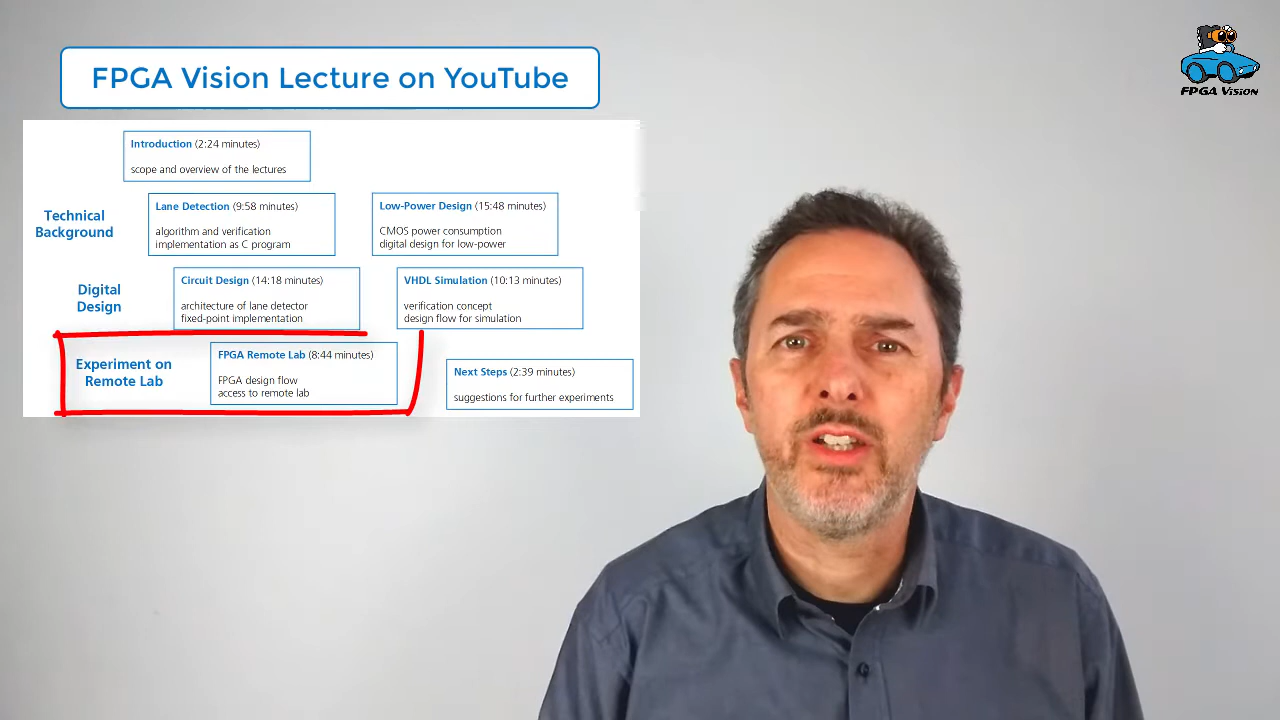 FPGA Vision Lecture on YouTube
FPGA Vision
Introduction (2:24 minutes)
scope and overview of the lectures
Technical
Background
Lane Detection (9:58 minutes)
algorithm and verification
implementation as C program
Low-Power Design (15:48 minutes)
CMOS power consumption
digital design for low-power
Digital
Design
Circuit Design (14:18 minutes)
architecture of lane detector
fixed-point implementation
VHDL Simulation (10:13 minutes)
verification concept
design flow for simulation
Experiment on
Remote Lab
FPGA Remote Lab (8:44 minutes)
FPGA design flow
access to remote lab
Next Steps (2:39 minutes)
suggestions for further experiments